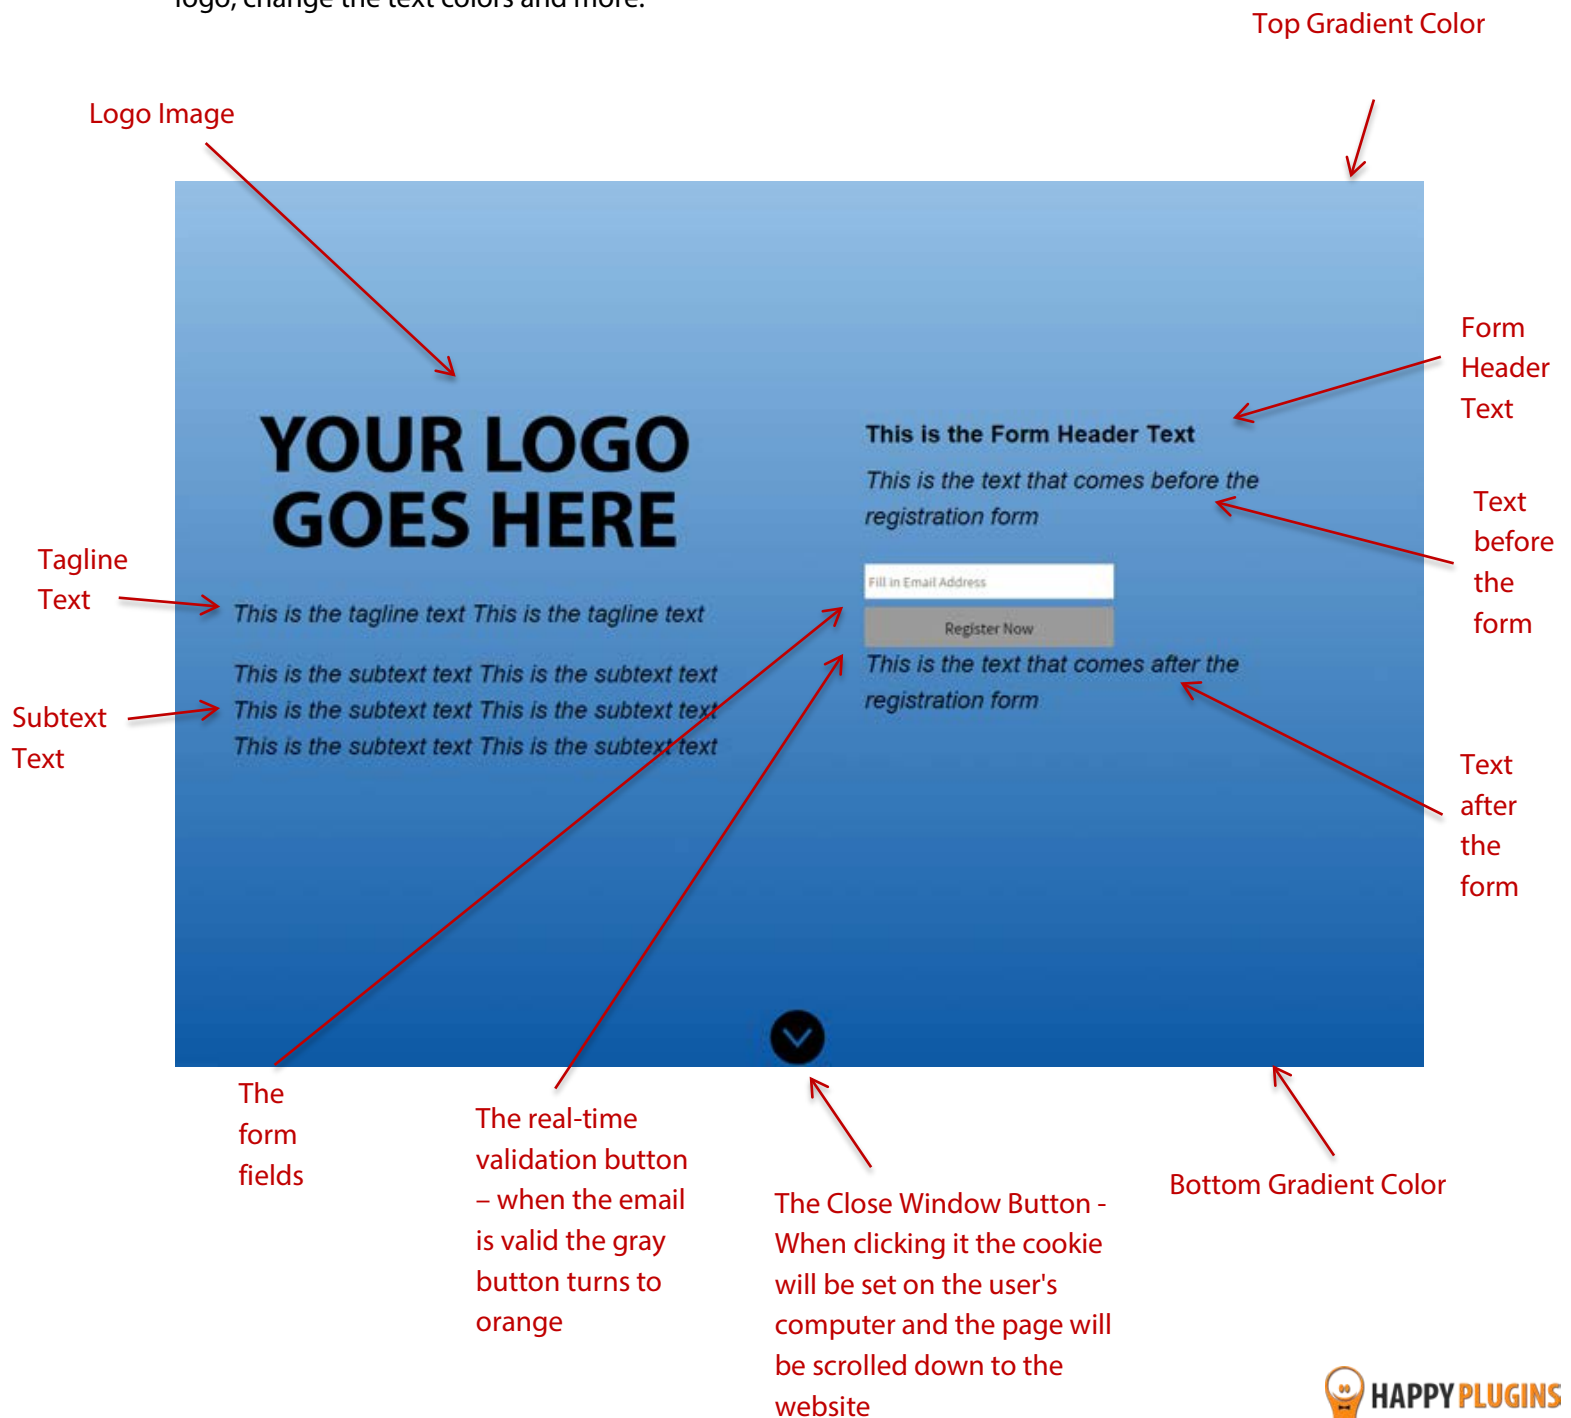 logo, change the text colors and more.
Top Gradient Color
Logo Image
Form
Header
Text
YOUR LOGO
GOES HERE
This is the Form Header Text
This is the text that comes before the
registration form
Text
before
the
form
Tagline
Text
Fill in Email Address
This is the tagline text This is the tagline text
Register Now
This is the subtext text This is the subtext text
This is the subtext text This is the subtext text
This is the subtext text This is the subtext text
This is the text that comes after the
registration form
Subtext
Text
Text
after
the
form
The
form
fields
The real-time
validation button
– when the email
is valid the gray
button turns to
orange
The Close Window Button -
When clicking it the cookie
will be set on the user's
computer and the page will
be scrolled down to the
website
Bottom Gradient Color
HAPPY PLUGINS